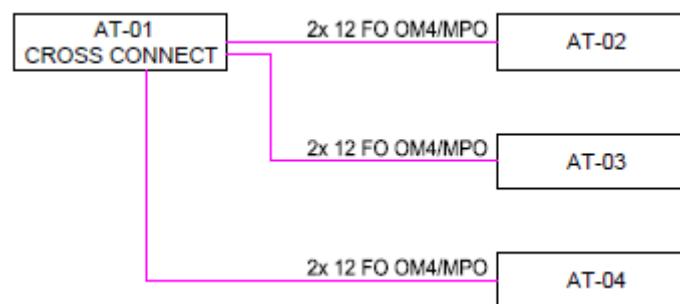 AT-01
CROSS CONNECT
2x 12 FO OM4/MPO
AT-02
2x 12 FO OM4/MPO
AT-03
2x 12 FO OM4/MPO
AT-04